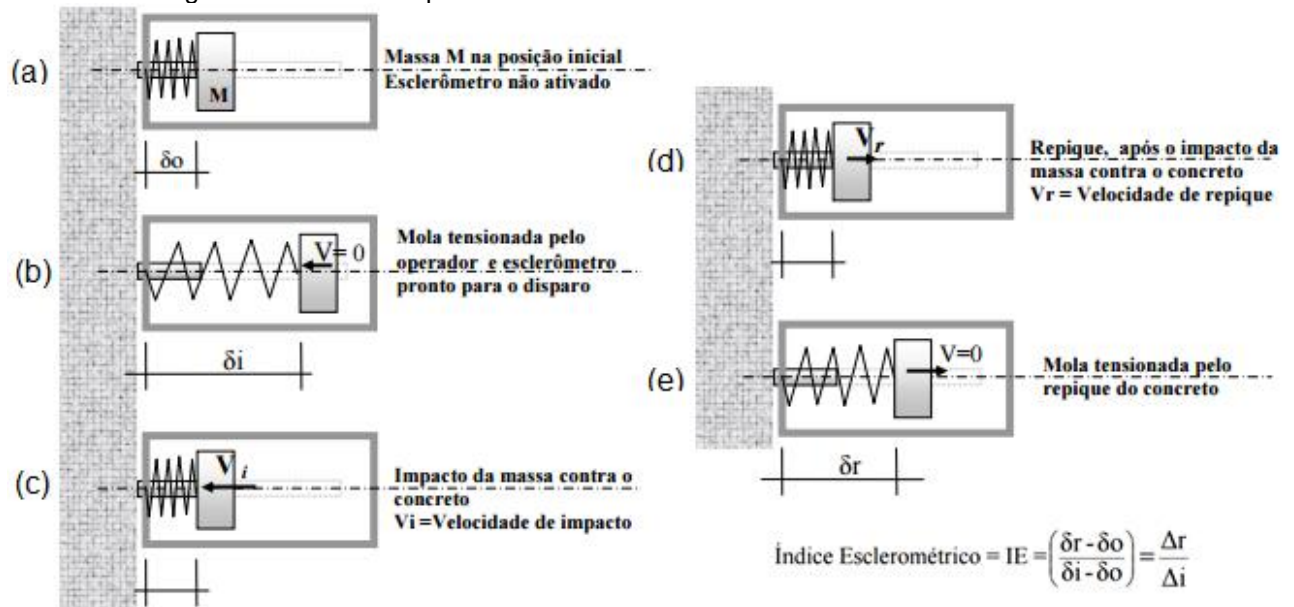 (a)
Massa M na posição inicial
Esclerômetro não ativado
M
δo
(b)
V= 0
Mola tensionada pelo
operador e esclerômetro
pronto para o disparo
δi
(c)
V i
Impacto da massa contra o
concreto
Vi =Velocidade de impacto
(d)
Vr
Repique, após o impacto da
massa contra o concreto
Vr = Velocidade de repique
(e)
V=0
Mola tensionada pelo
repique do concreto
δr
Índice Esclerométrico = IE = (δr - δo / δi - δo) = Δr / Δi